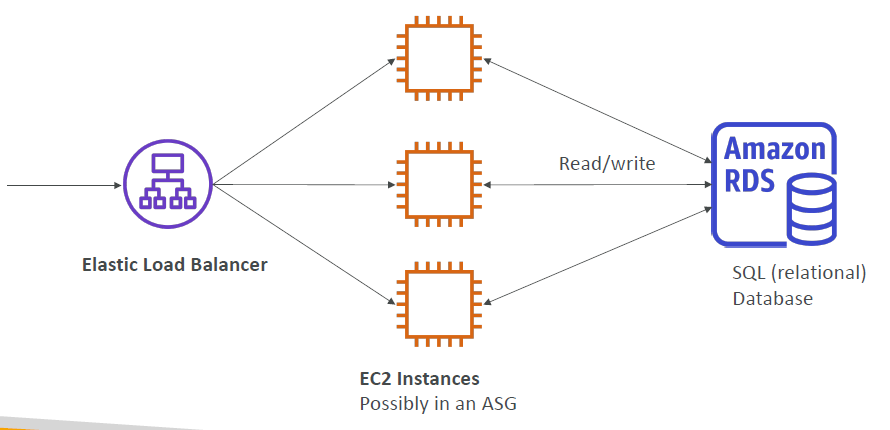 Elastic Load Balancer
EC2 Instances
Possibly in an ASG
Read/write
Amazon
RDS
SQL (relational)
Database